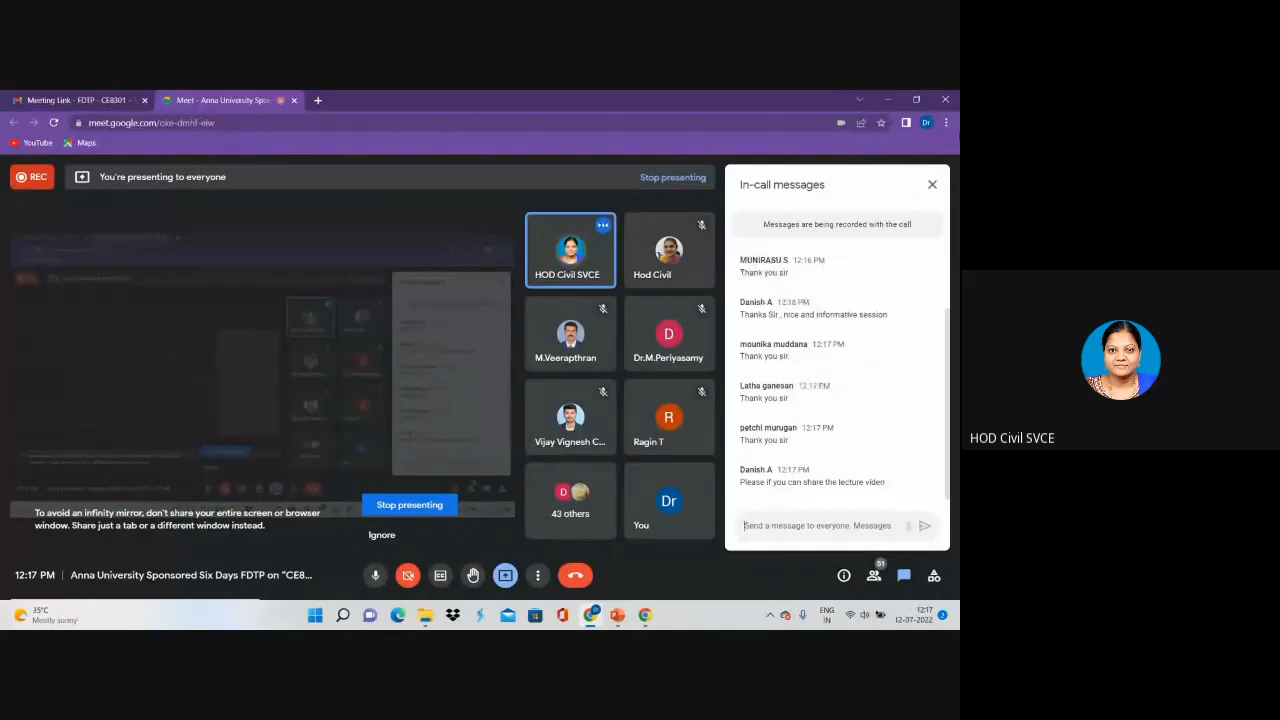 Meeting Link - FDTP - CE8301 -
Meet - Anna University Spo
meet.google.com/oxe-dmhf-eiw
Dr
YouTube
Maps
REC
You're presenting to everyone
Stop presenting
In-call messages
Messages are being recorded with the call
MUNIRASU S 12:16 PM
Thank you sir
Danish A 12:16 PM
Thanks Sir , nice and informative session
mounika muddana 12:17 PM
Thank you sir.
Latha ganesan 12:17 PM
Thank you sir
petchi murugan 12:17 PM
Thank you sir
Danish A 12:17 PM
Please if you can share the lecture video
Send a message to everyone. Messages
HOD Civil SVCE
Hod Civil
M.Veerapthran
D
Dr.M.Periyasamy
Vijay Vignesh C...
R
Ragin T
D
43 others
Dr
You
To avoid an infinity mirror, don't share your entire screen or browser
window. Share just a tab or a different window instead.
Stop presenting
Ignore
12:17 PM | Anna University Sponsored Six Days FDTP on "CE8...
51
35°C
Mostly sunny
ENG
IN
12:17
12-07-2022
2
HOD Civil SVCE